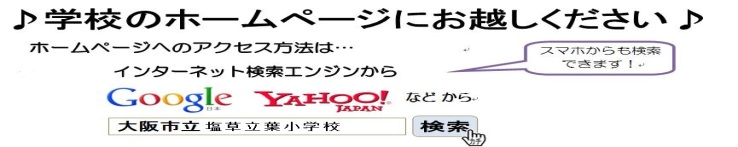 ♪学校のホームページにお越しください♪
ホームページへのアクセス方法は…
スマホからも検索
できます！
インターネット検索エンジンから
Google 日本 YAHOO! JAPAN などから
大阪市立塩草立葉小学校 検索
カチ